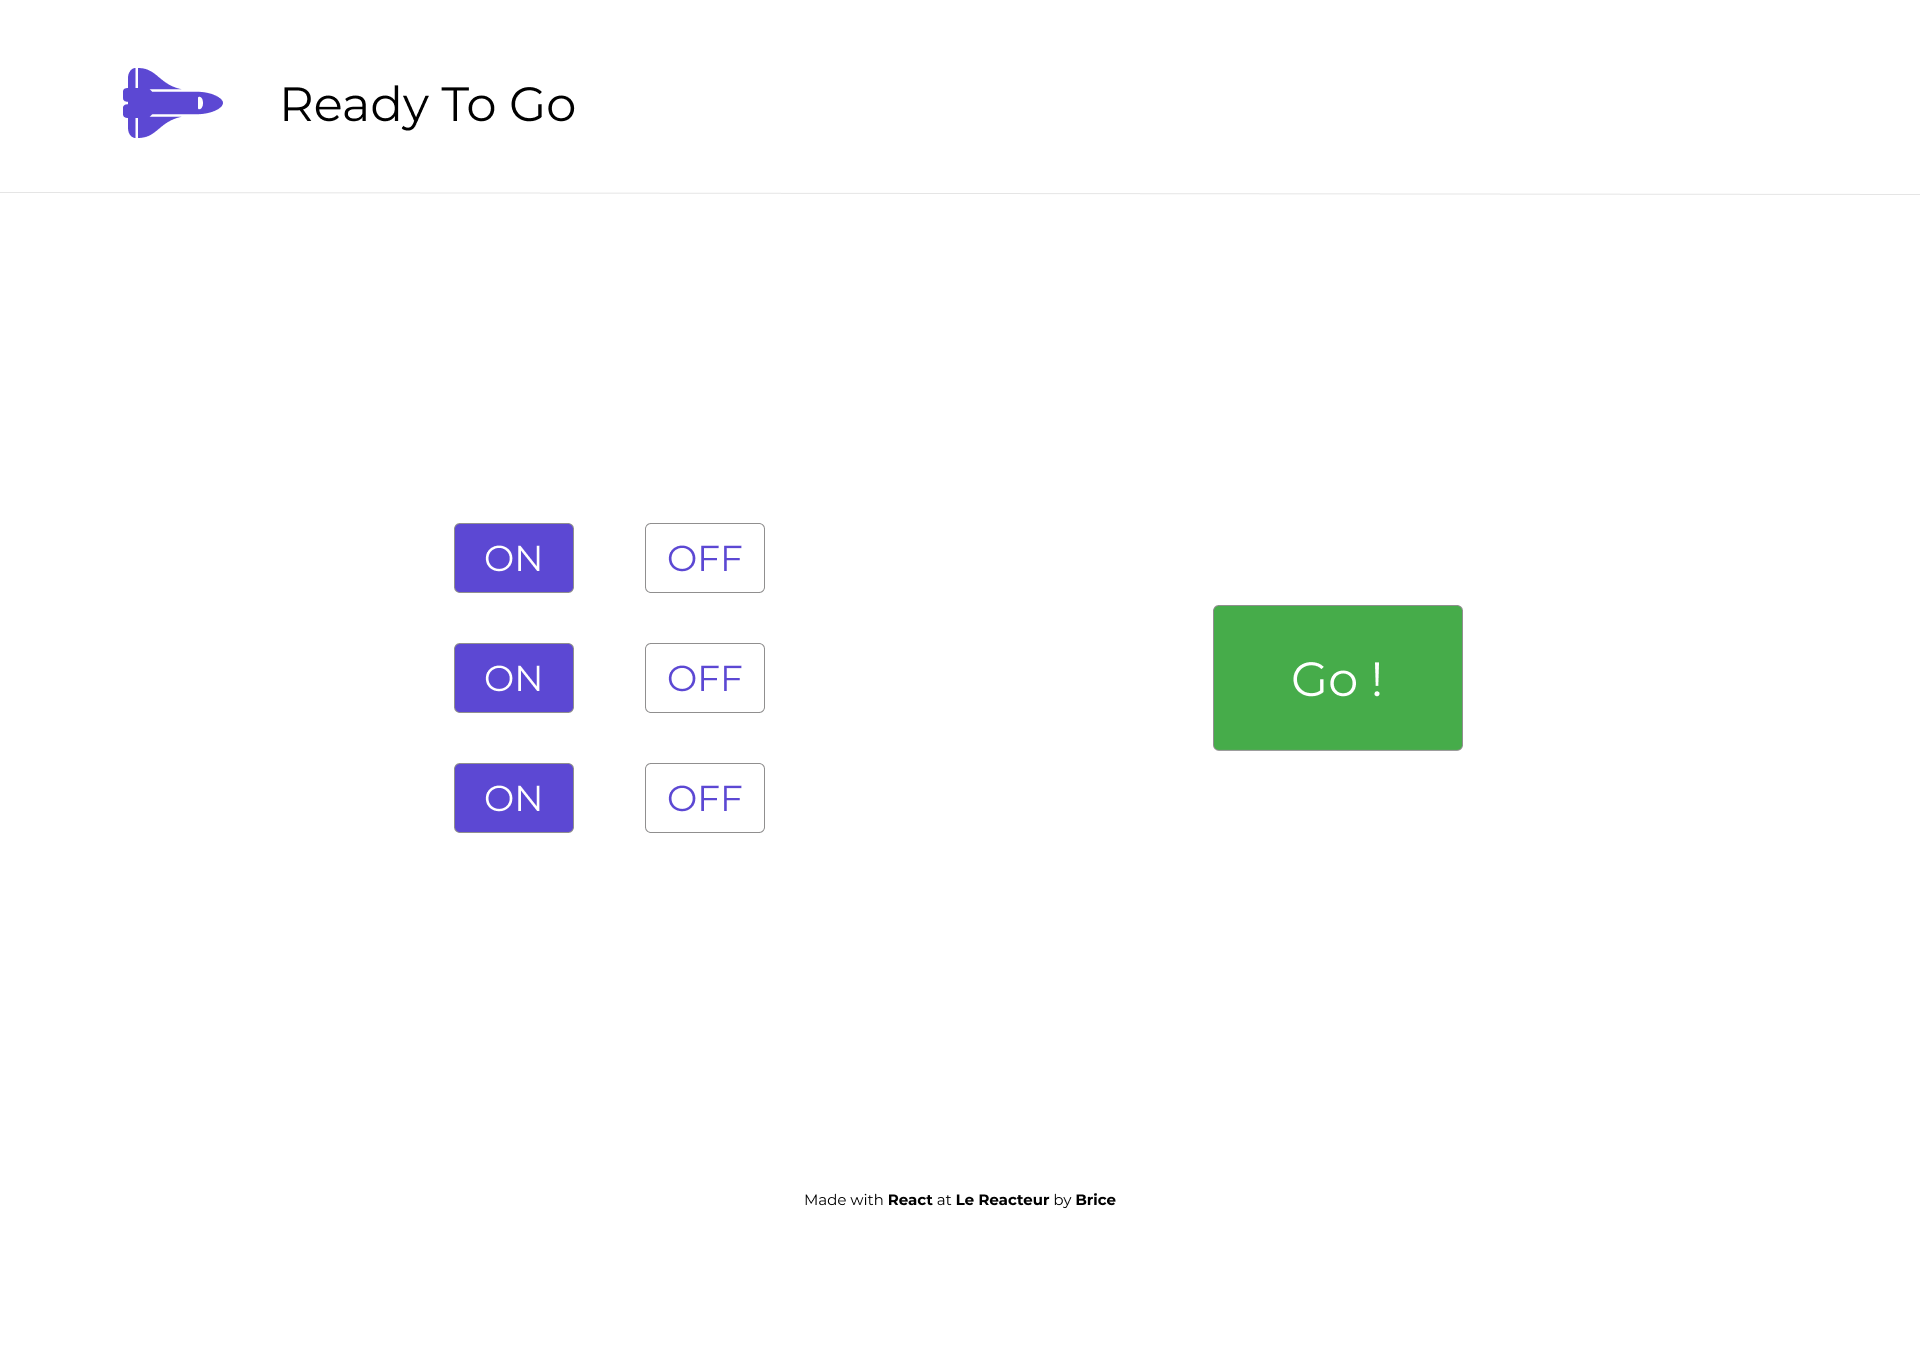 Ready To Go
ON OFF
ON OFF
Go !
ON OFF
Made with React at Le Reacteur by Brice